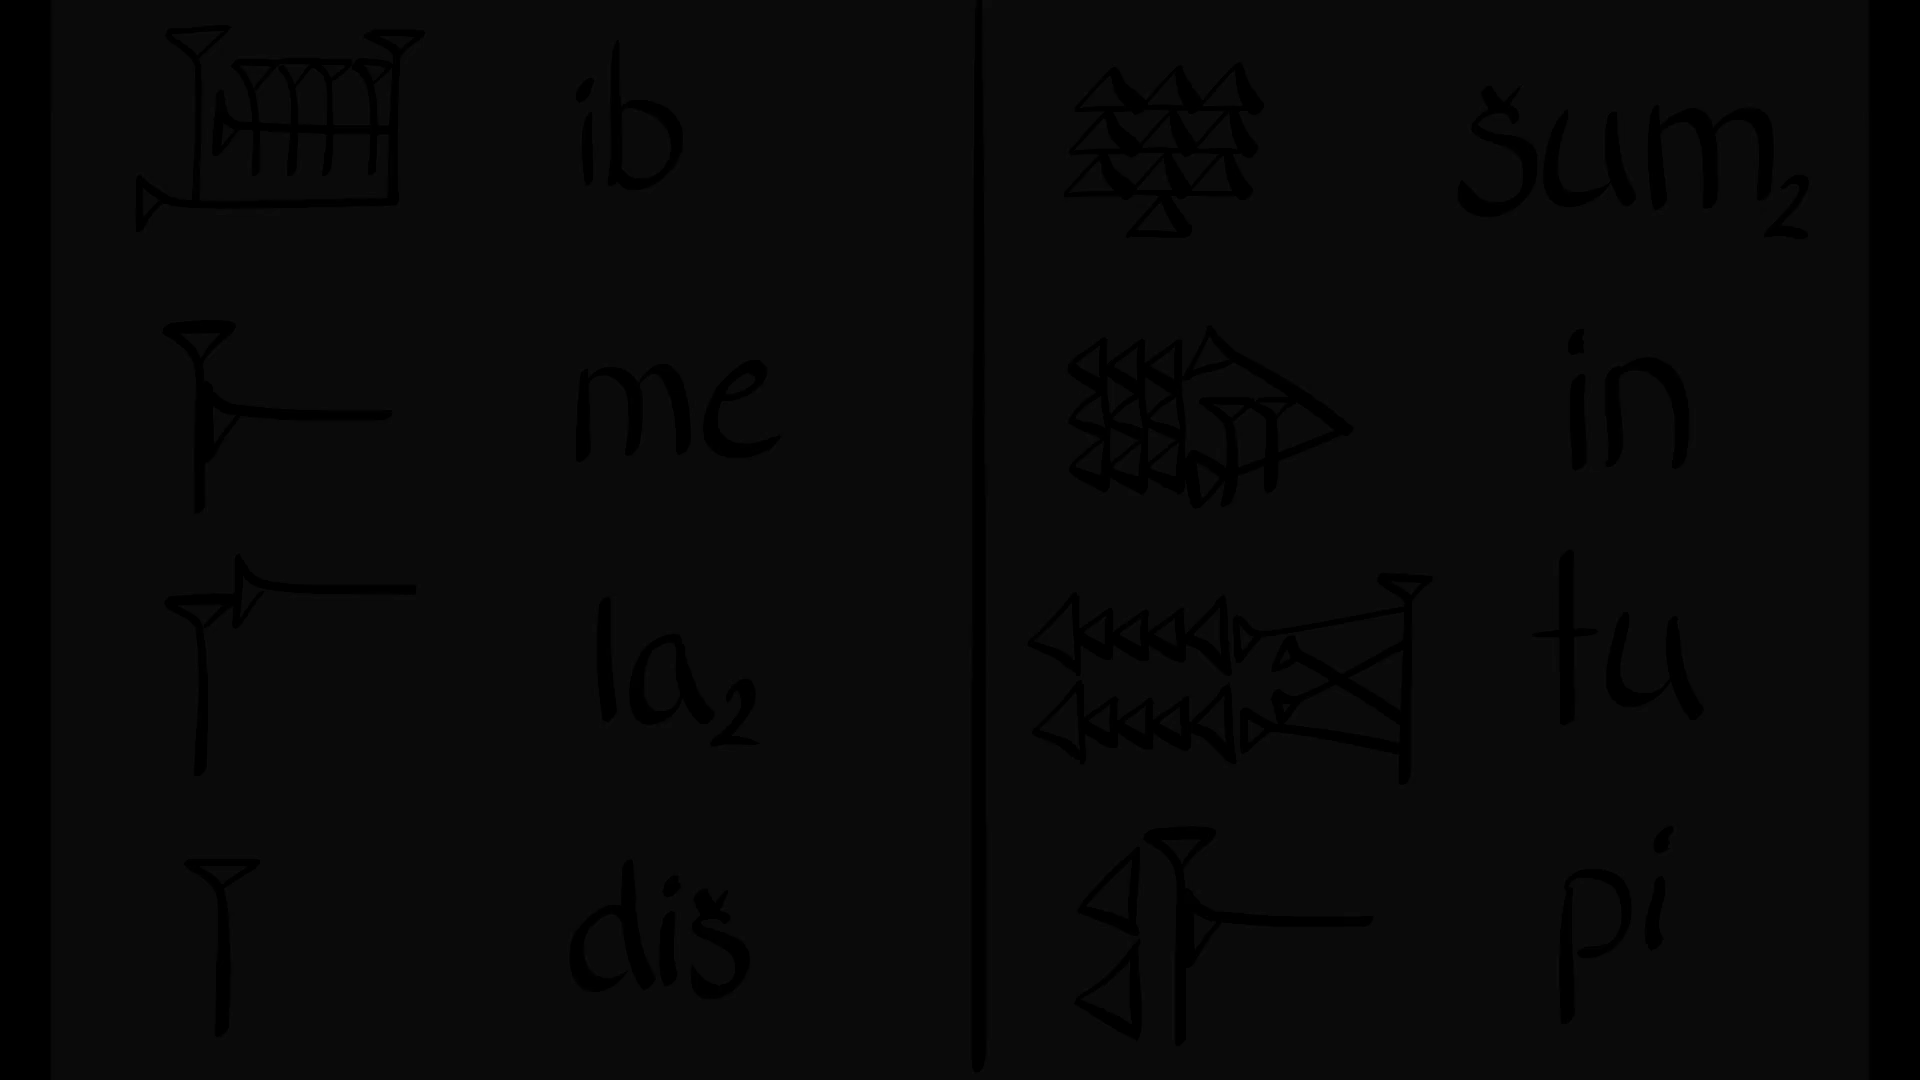 𒅁 ib
𒈨 me
𒇲 la₂
𒁹 diš
𒉐 šum₂
𒅔 in
𒌅 tu
𒉿 pi